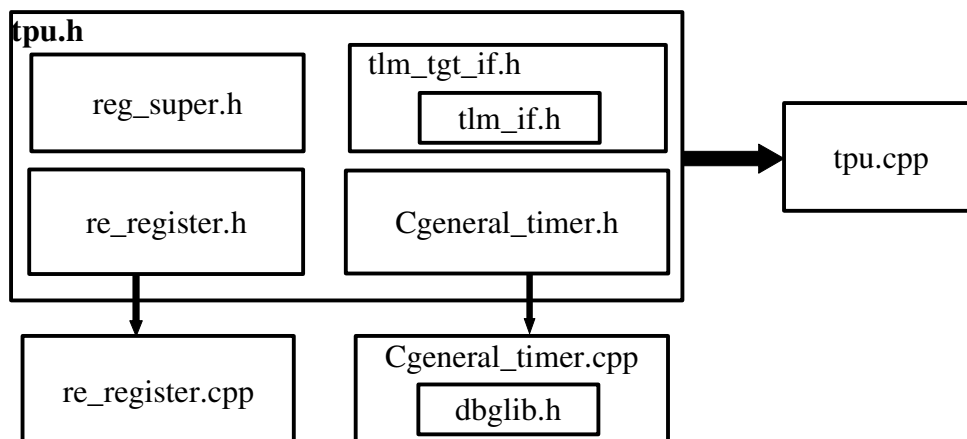 tpu.h
reg_super.h
tlm_tgt_if.h
tlm_if.h
tpu.cpp
re_register.h
Cgeneral_timer.h
re_register.cpp
Cgeneral_timer.cpp
dbglib.h